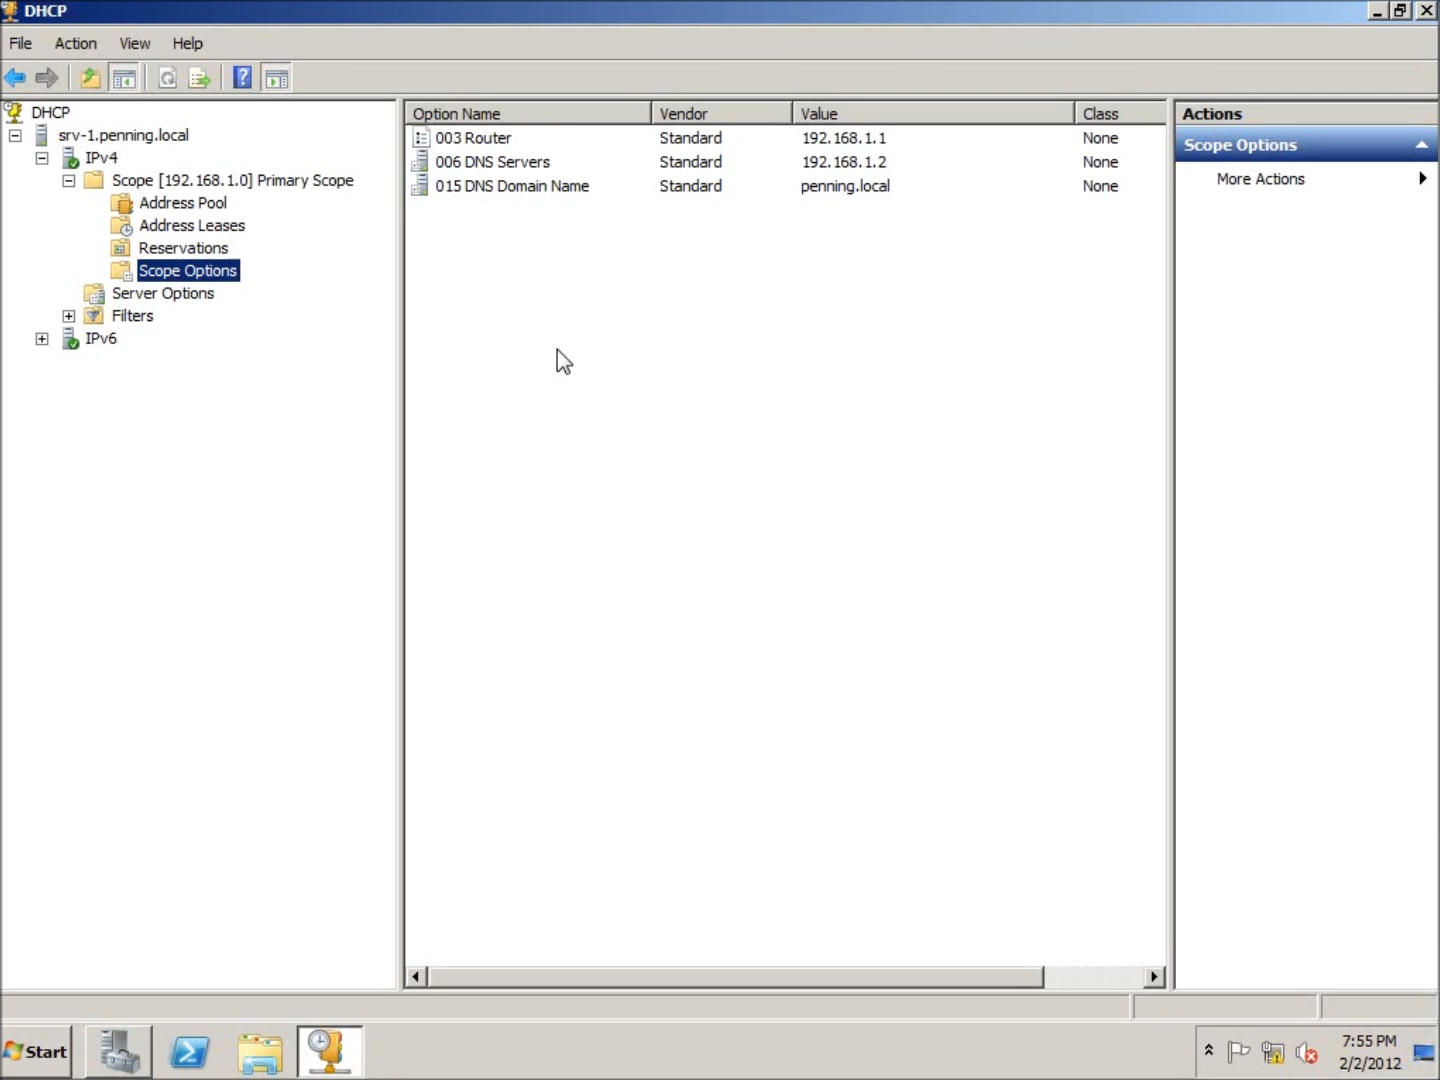 DHCP
File Action View Help
DHCP
srv-1.penning.local
IPv4
Scope [192.168.1.0] Primary Scope
Address Pool
Address Leases
Reservations
Scope Options
Server Options
Filters
IPv6
Option Name Vendor Value Class
003 Router Standard 192.168.1.1 None
006 DNS Servers Standard 192.168.1.2 None
015 DNS Domain Name Standard penning.local None
Actions
Scope Options
More Actions
Start
7:55 PM
2/2/2012